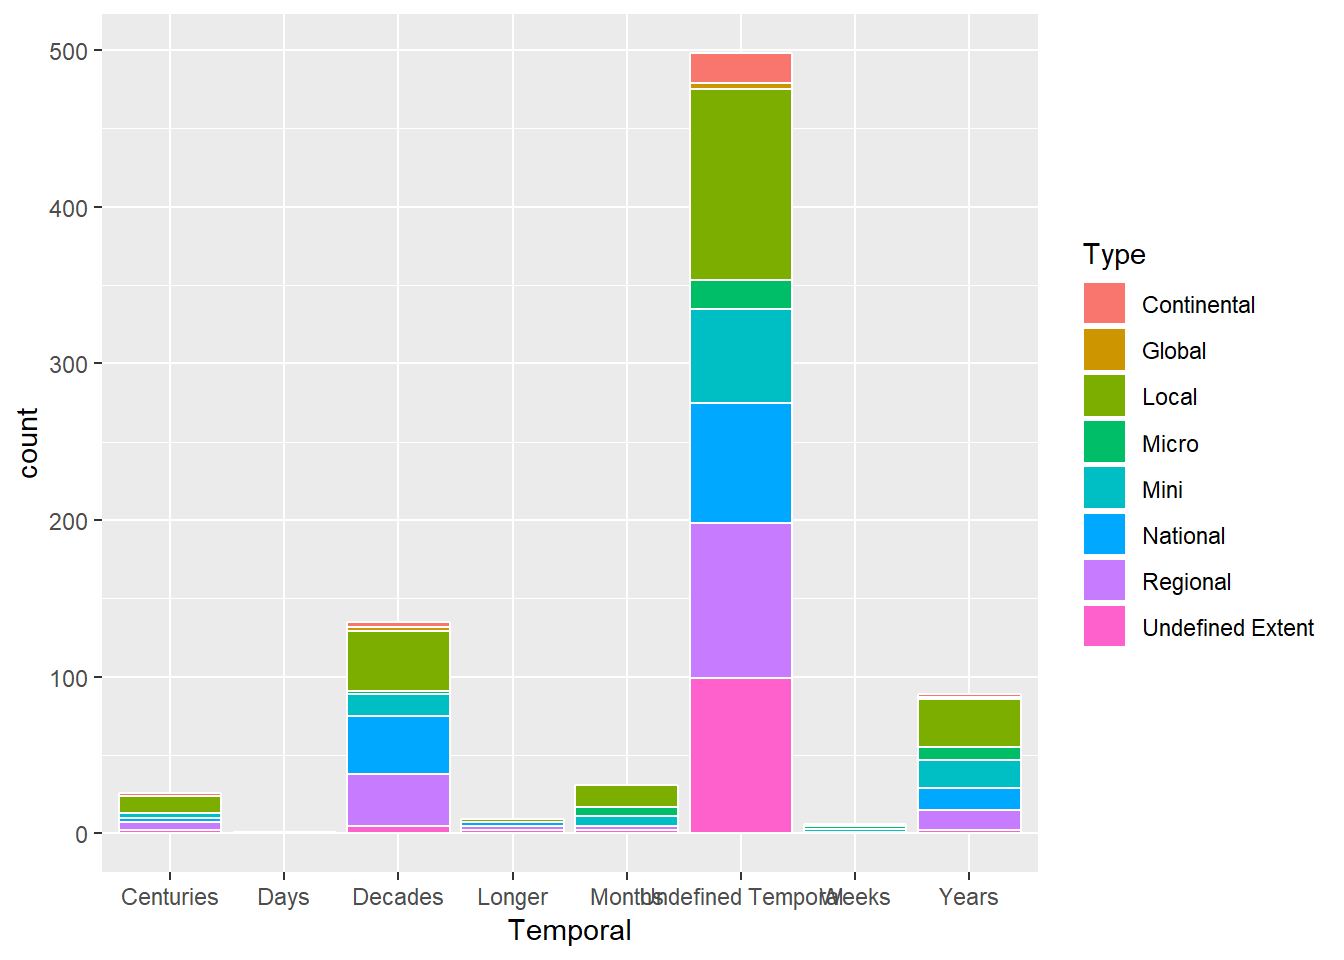 500
400
300
200
100
0
count
Centuries
Days
Decades
Longer
Months
Undefined Temporal
Weeks
Years
Temporal
Type
Continental
Global
Local
Micro
Mini
National
Regional
Undefined Extent